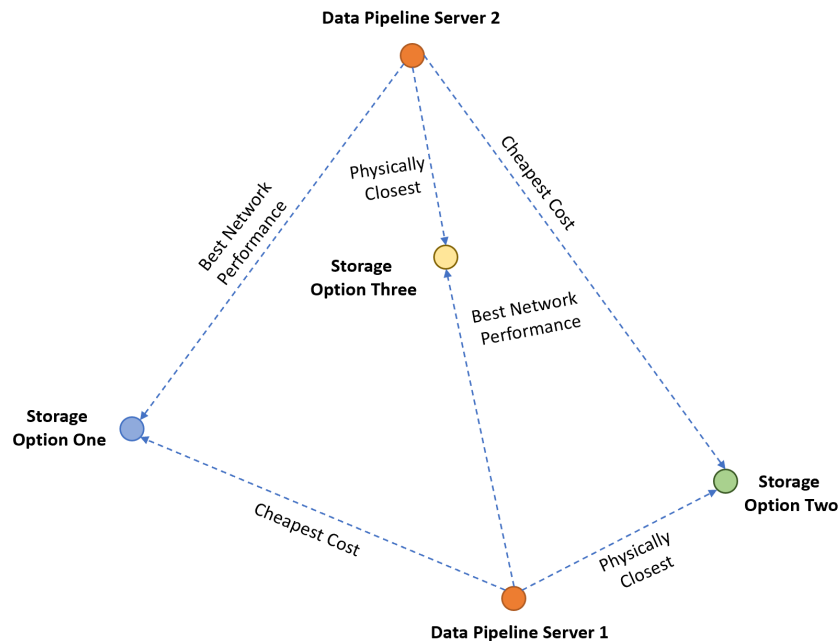 Data Pipeline Server 2
Physically
Closest
Cheapest Cost
Best Network
Performance
Storage
Option Three
Best Network
Performance
Storage
Option One
Storage
Option Two
Cheapest Cost
Physically
Closest
Data Pipeline Server 1